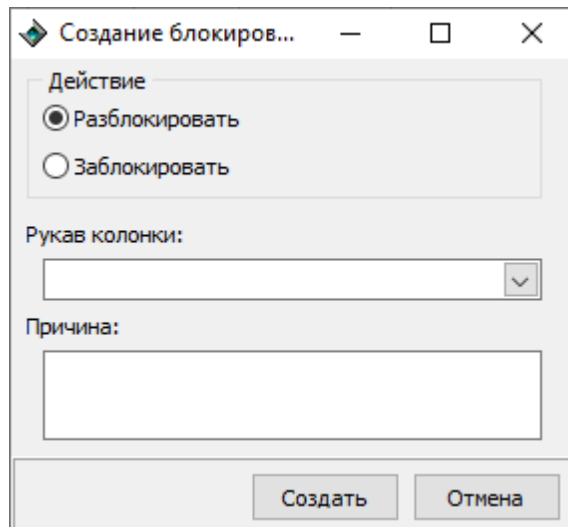 Создание блокиров...
Действие
Разблокировать
Заблокировать
Рукав колонки:
Причина:
Создать Отмена